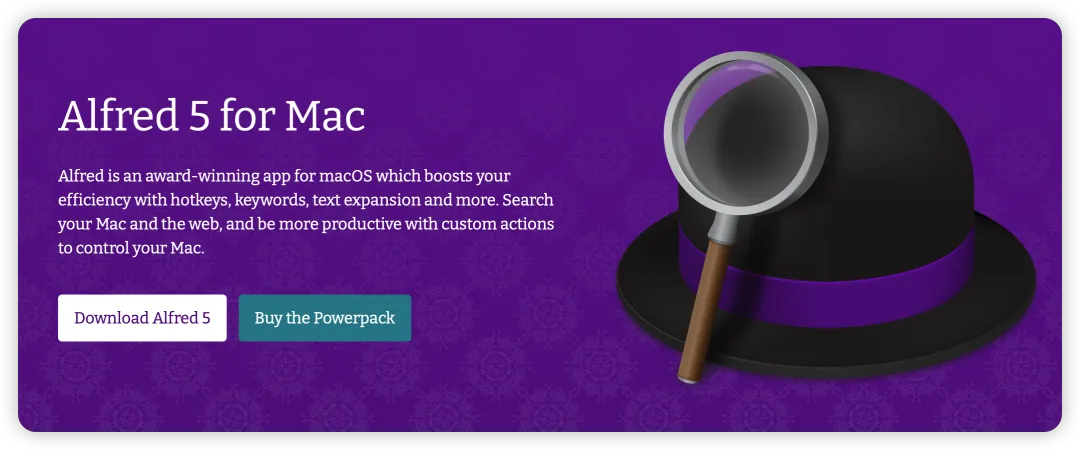 Alfred 5 for Mac
Alfred is an award-winning app for macOS which boosts your
efficiency with hotkeys, keywords, text expansion and more. Search
your Mac and the web, and be more productive with custom actions
to control your Mac.
Download Alfred 5
Buy the Powerpack